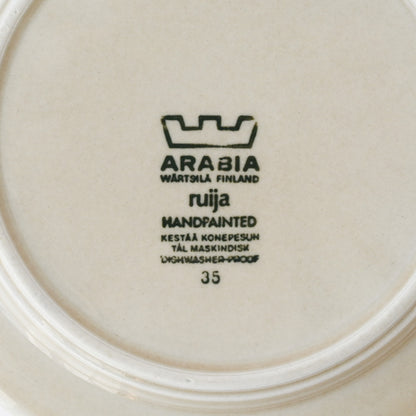 ARABIA
WÄRTSILÄ FINLAND
ruija
HANDPAINTED
KESTÄÄ KONEPESUN
TÅL MASKINDISK
DISHWASHER-PROOF
35